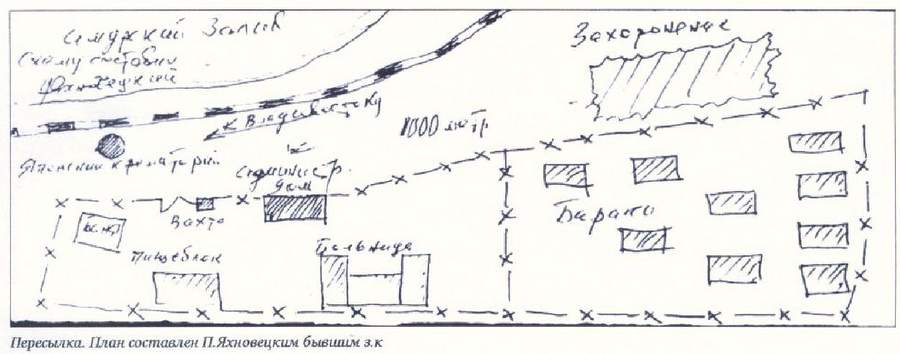 Амурский Залив
Схему составил
Яхновецкий
К Владивостоку
1000 метр
Захоронение
Японский крематорий
Администр.
дом
Вахта
Пищеблок
Больница
Бараки
Пересылка. План составлен П.Яхновецким бывшим з.к